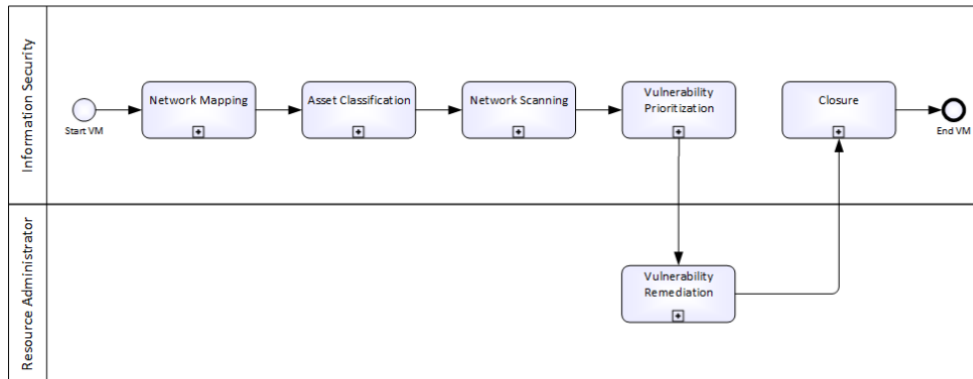 Information Security
Start VM
Network Mapping
Asset Classification
Network Scanning
Vulnerability
Prioritization
Closure
End VM
Resource Administrator
Vulnerability
Remediation